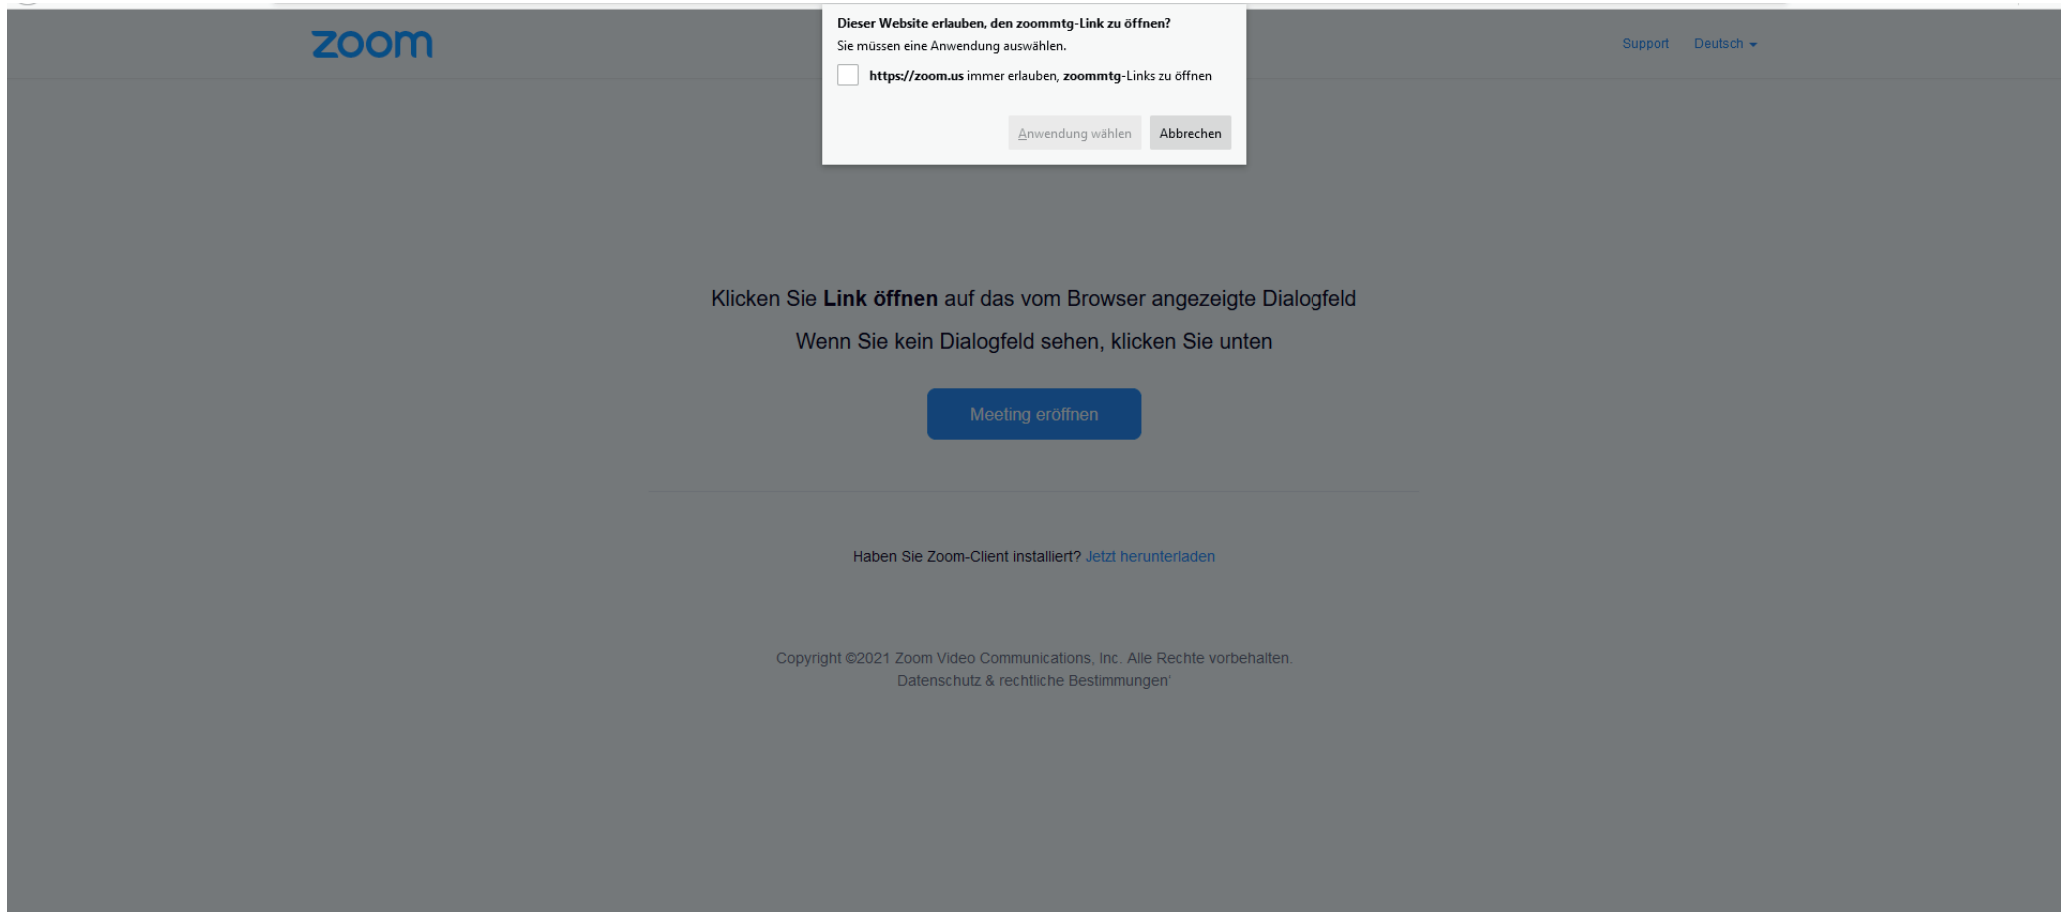 Dieser Website erlauben, den zoommtg-Link zu öffnen?
Sie müssen eine Anwendung auswählen.
https://zoom.us immer erlauben, zoommtg-Links zu öffnen
Anwendung wählen Abbrechen
zoom Support Deutsch
Klicken Sie Link öffnen auf das vom Browser angezeigte Dialogfeld
Wenn Sie kein Dialogfeld sehen, klicken Sie unten
Meeting eröffnen
Haben Sie Zoom-Client installiert? Jetzt herunterladen
Copyright ©2021 Zoom Video Communications, Inc. Alle Rechte vorbehalten.
Datenschutz & rechtliche Bestimmungen'